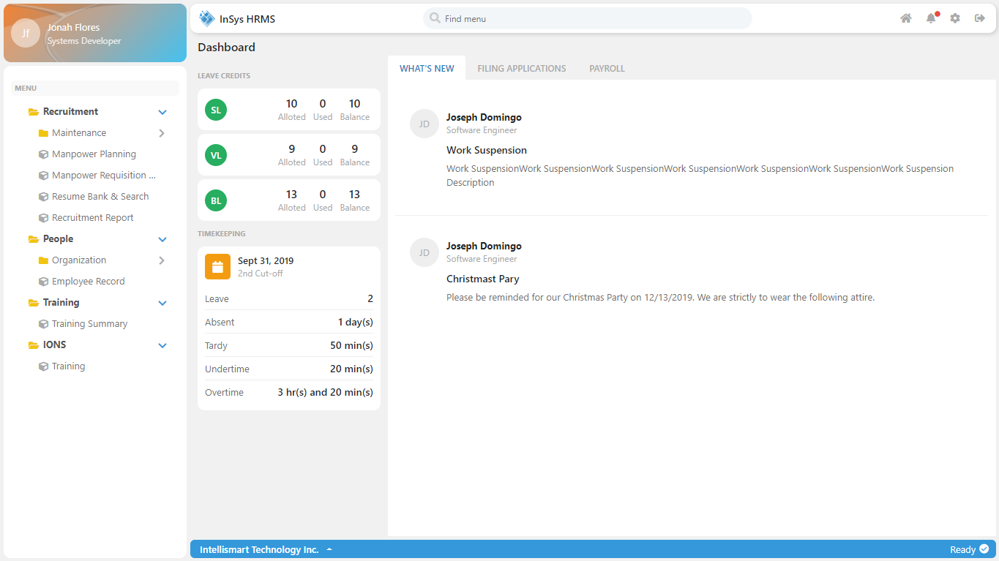 Jf
Jonah Flores
Systems Developer
InSys HRMS
Find menu
MENU
Recruitment
Maintenance
Manpower Planning
Manpower Requisition ...
Resume Bank & Search
Recruitment Report
People
Organization
Employee Record
Training
Training Summary
IONS
Training
Dashboard
LEAVE CREDITS
SL
10 0 10
Alloted Used Balance
VL
9 0 9
Alloted Used Balance
BL
13 0 13
Alloted Used Balance
TIMEKEEPING
Sept 31, 2019
2nd Cut-off
Leave 2
Absent 1 day(s)
Tardy 50 min(s)
Undertime 20 min(s)
Overtime 3 hr(s) and 20 min(s)
WHAT'S NEW FILING APPLICATIONS PAYROLL
JD
Joseph Domingo
Software Engineer
Work Suspension
Work SuspensionWork SuspensionWork SuspensionWork SuspensionWork SuspensionWork SuspensionWork Suspension
Description
JD
Joseph Domingo
Software Engineer
Christmast Pary
Please be reminded for our Christmas Party on 12/13/2019. We are strictly to wear the following attire.
Intellismart Technology Inc.
Ready